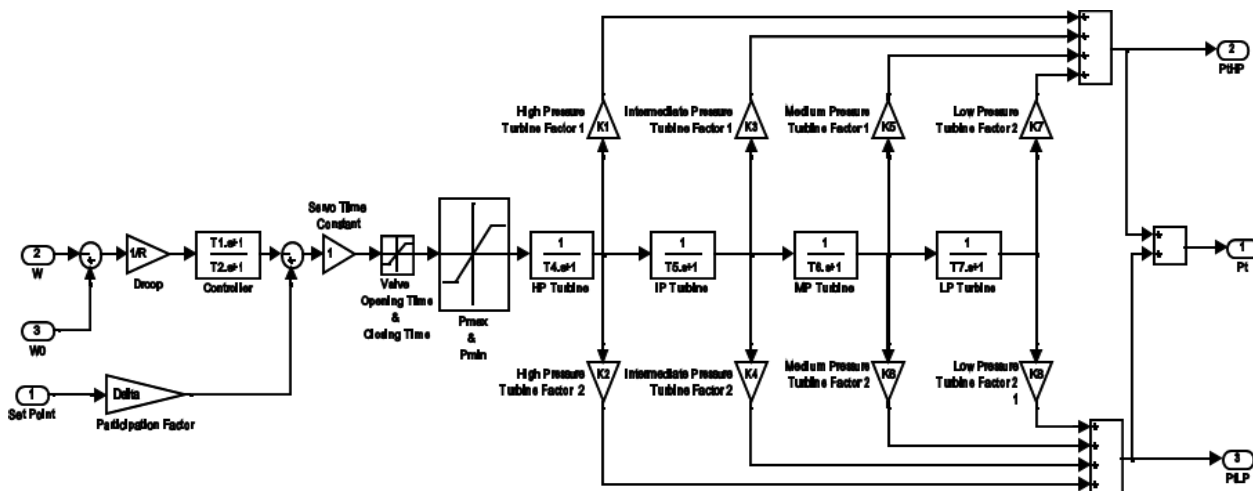 2
PtHP
High Pressure
Turbine Factor 1
K1
Intermediate Pressure
Turbine Factor 1
K3
Medium Pressure
Turbine Factor 1
K5
Low Pressure
Turbine Factor 2
K7
Servo Time
Constant
2
W
1/R
Droop
T1.s+1
T2.s+1
Controller
1
Valve
Opening Time
&
Closing Time
Pmax
&
Pmin
1
T4.s+1
HP Turbine
1
T5.s+1
IP Turbine
1
T6.s+1
MP Turbine
1
T7.s+1
LP Turbine
1
Pt
3
W0
1
Set Point
Delta
Participation Factor
High Pressure
Turbine Factor 2
K2
Intermediate Pressure
Turbine Factor 2
K4
Medium Pressure
Turbine Factor 2
K6
Low Pressure
Turbine Factor 2
1
K8
3
PtLP